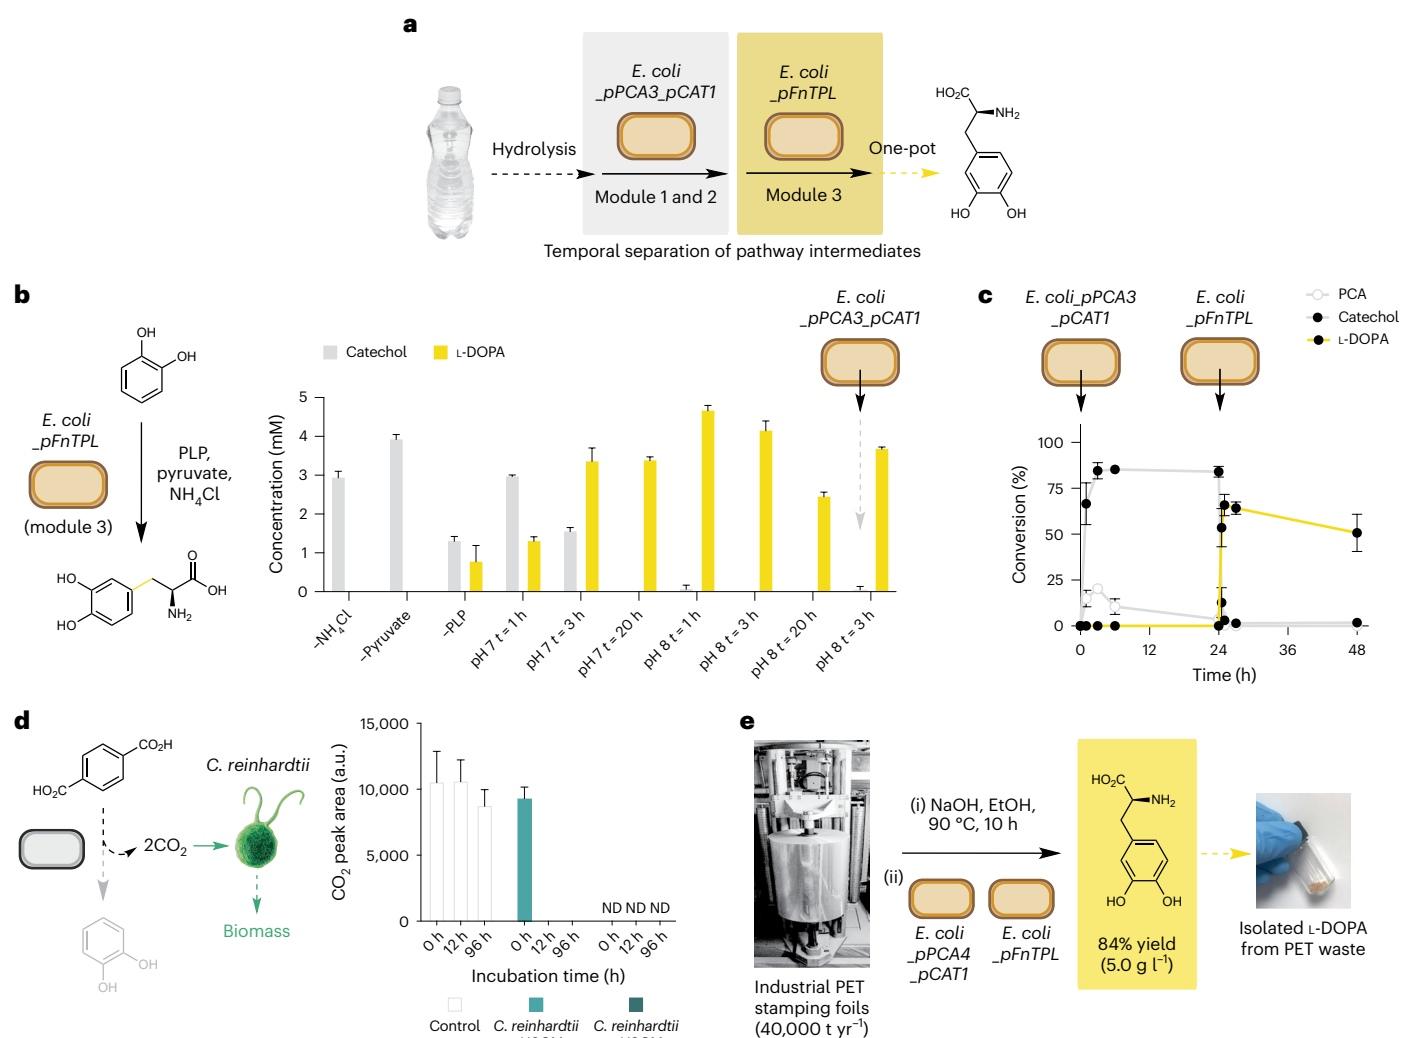 a
E. coli
_pPCA3_pCAT1
E. coli
_pFnTPL
Hydrolysis
Module 1 and 2
Module 3
One-pot
HO2C
NH2
HO
OH
Temporal separation of pathway intermediates
b
OH
OH
E. coli
_pFnTPL
(module 3)
PLP,
pyruvate,
NH4Cl
HO
HO
O
OH
NH2
Catechol
L-DOPA
E. coli
_pPCA3_pCAT1
Concentration (mM)
5
4
3
2
1
0
–NH4Cl
–Pyruvate
–PLP
pH 7 t = 1 h
pH 7 t = 3 h
pH 7 t = 20 h
pH 8 t = 1 h
pH 8 t = 3 h
pH 8 t = 20 h
pH 8 t = 3 h
c
E. coli_pPCA3
_pCAT1
E. coli
_pFnTPL
PCA
Catechol
L-DOPA
Conversion (%)
100
75
50
25
0
0
12
24
36
48
Time (h)
d
CO2H
HO2C
2CO2
C. reinhardtii
Biomass
OH
OH
CO2 peak area (a.u.)
15,000
10,000
5,000
0
ND ND ND
0 h
12 h
96 h
0 h
12 h
96 h
0 h
12 h
96 h
Incubation time (h)
Control
C. reinhardtii
C. reinhardtii
e
Industrial PET
stamping foils
(40,000 t yr–1)
(i) NaOH, EtOH,
90 °C, 10 h
(ii)
E. coli
_pPCA4
_pCAT1
E. coli
_pFnTPL
HO2C
NH2
HO
OH
84% yield
(5.0 g l–1)
Isolated L-DOPA
from PET waste